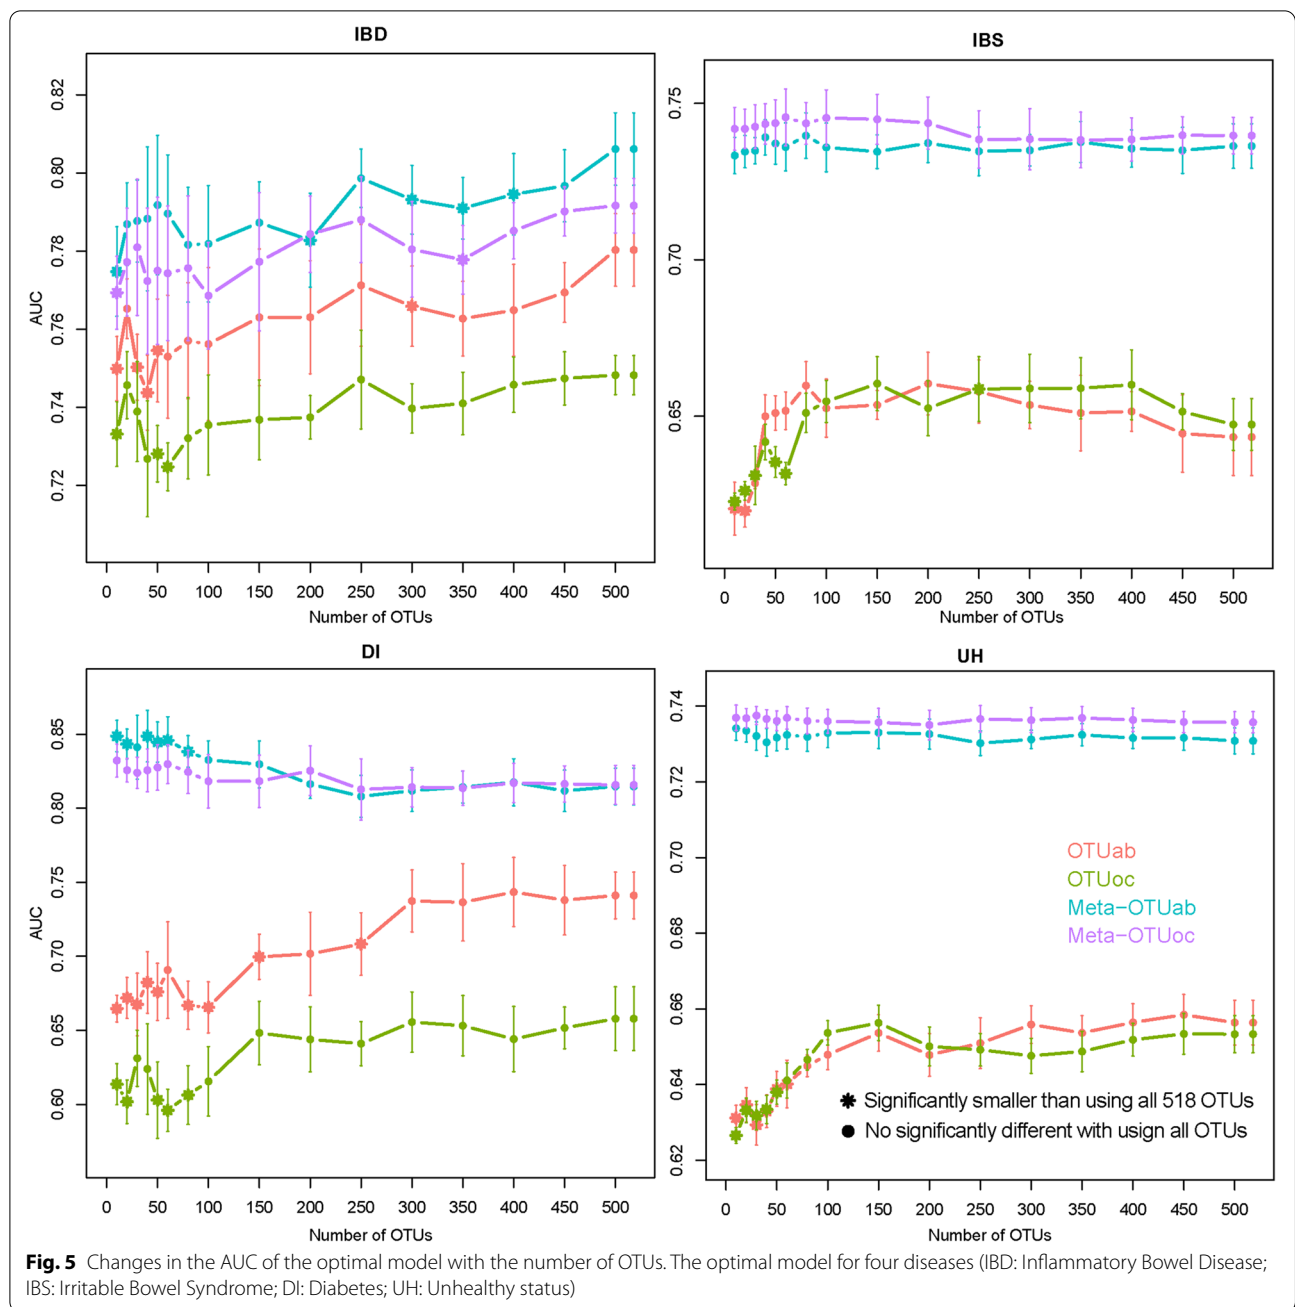 IBD
AUC
0.72 0.74 0.76 0.78 0.80 0.82
0 50 100 150 200 250 300 350 400 450 500
Number of OTUs
IBS
0.65 0.70 0.75
0 50 100 150 200 250 300 350 400 450 500
Number of OTUs
DI
AUC
0.60 0.65 0.70 0.75 0.80 0.85
0 50 100 150 200 250 300 350 400 450 500
Number of OTUs
UH
0.62 0.64 0.66 0.68 0.70 0.72 0.74
OTUab
OTUoc
Meta-OTUab
Meta-OTUoc
Significantly smaller than using all 518 OTUs
No significantly different with usign all OTUs
0 50 100 150 200 250 300 350 400 450 500
Number of OTUs
Fig. 5 Changes in the AUC of the optimal model with the number of OTUs. The optimal model for four diseases (IBD: Inflammatory Bowel Disease;
IBS: Irritable Bowel Syndrome; DI: Diabetes; UH: Unhealthy status)